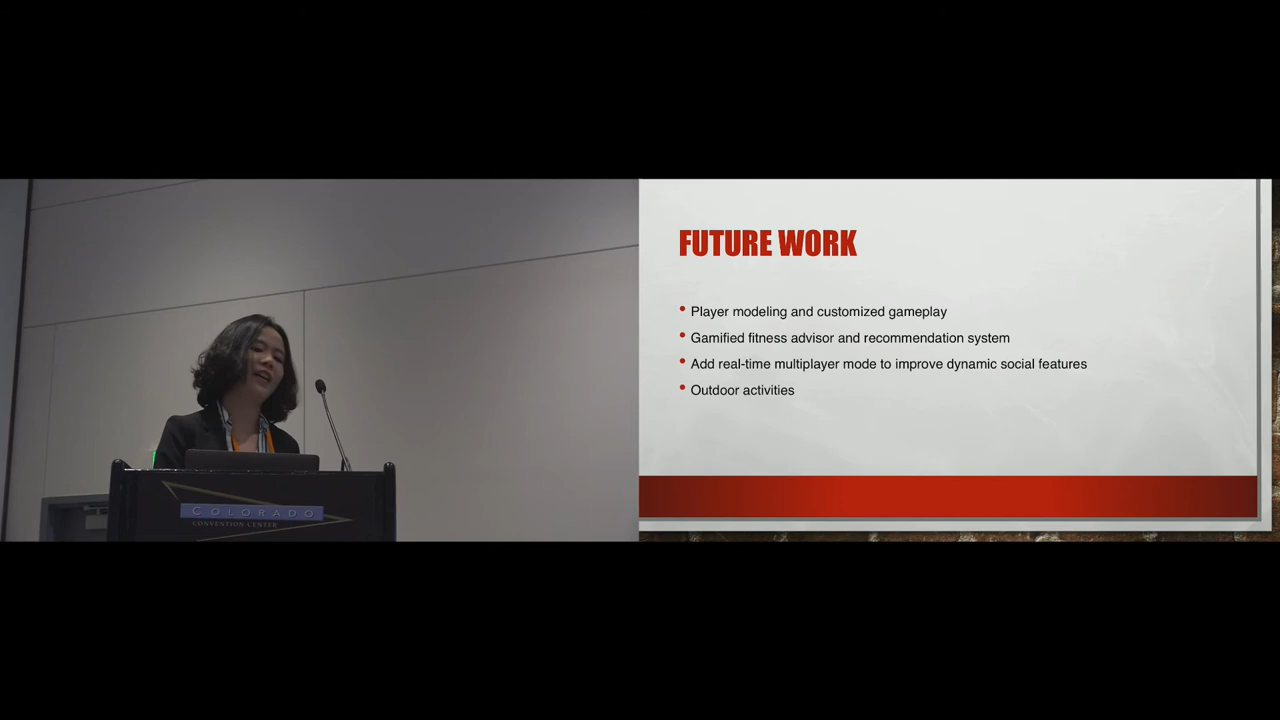 FUTURE WORK
Player modeling and customized gameplay
Gamified fitness advisor and recommendation system
Add real-time multiplayer mode to improve dynamic social features
Outdoor activities
COLORADO
CONVENTION CENTER